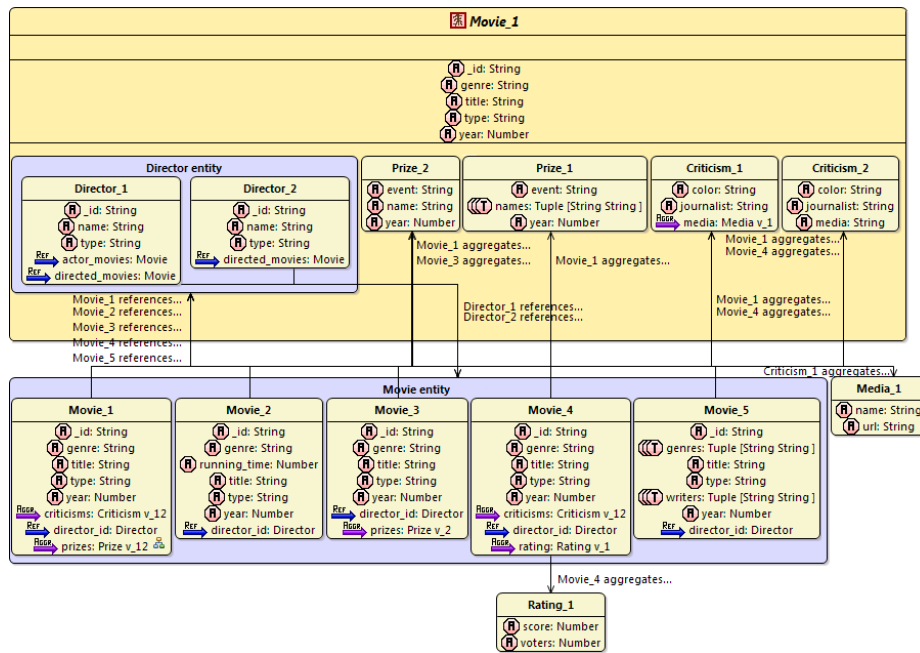 Movie_1
_id: String
genre: String
title: String
type: String
year: Number
Director entity
Director_1
_id: String
name: String
type: String
actor_movies: Movie
directed_movies: Movie
Director_2
_id: String
name: String
type: String
directed_movies: Movie
Prize_2
event: String
name: String
year: Number
Prize_1
event: String
names: Tuple [String String ]
year: Number
Criticism_1
color: String
journalist: String
media: Media v_1
Criticism_2
color: String
journalist: String
media: String
Movie_1 aggregates...
Movie_3 aggregates...
Movie_1 aggregates...
Movie_1 aggregates...
Movie_4 aggregates...
Movie_1 references...
Movie_2 references...
Movie_3 references...
Movie_4 references...
Movie_5 references...
Director_1 references...
Director_2 references...
Movie_1 aggregates...
Movie_4 aggregates...
Criticism_1 aggregates...
Movie entity
Movie_1
_id: String
genre: String
title: String
type: String
year: Number
criticisms: Criticism v_12
director_id: Director
prizes: Prize v_12
Movie_2
_id: String
genre: String
running_time: Number
title: String
type: String
year: Number
director_id: Director
Movie_3
_id: String
genre: String
title: String
type: String
year: Number
director_id: Director
prizes: Prize v_2
Movie_4
_id: String
genre: String
title: String
type: String
year: Number
criticisms: Criticism v_12
director_id: Director
rating: Rating v_1
Movie_5
_id: String
genres: Tuple [String String ]
title: String
type: String
writers: Tuple [String String ]
year: Number
director_id: Director
Media_1
name: String
url: String
Movie_4 aggregates...
Rating_1
score: Number
voters: Number